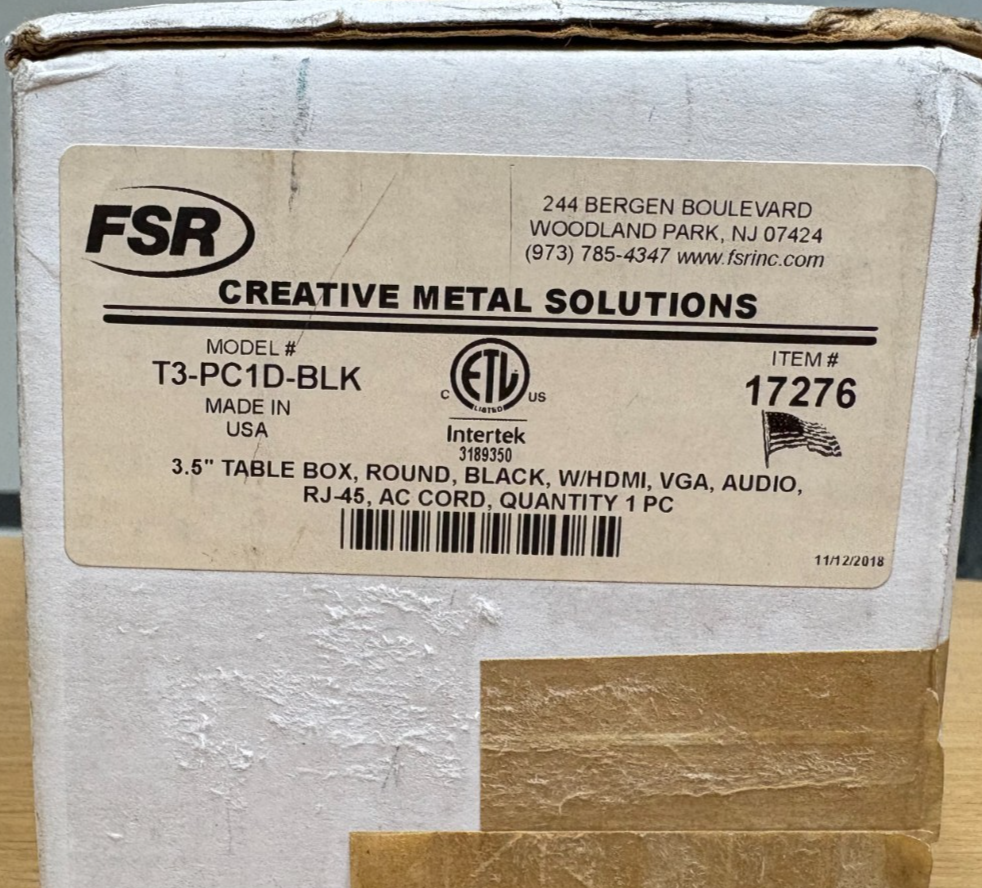 FSR
244 BERGEN BOULEVARD
WOODLAND PARK, NJ 07424
(973) 785-4347 www.fsrinc.com
CREATIVE METAL SOLUTIONS
MODEL #
T3-PC1D-BLK
MADE IN
USA
ETL
LISTED
C US
Intertek
3189350
ITEM #
17276
3.5" TABLE BOX, ROUND, BLACK, W/HDMI, VGA, AUDIO,
RJ-45, AC CORD, QUANTITY 1 PC
11/12/2018